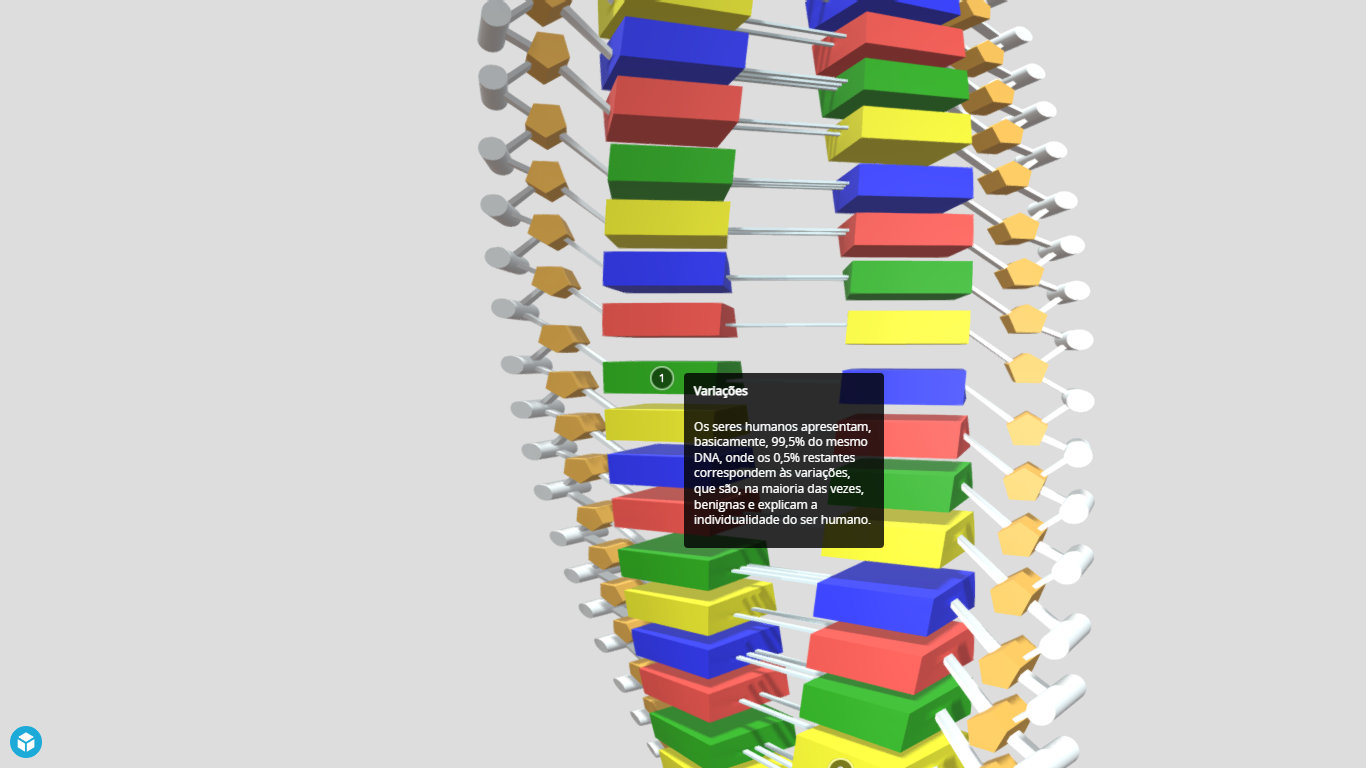 1
Variações
Os seres humanos apresentam,
basicamente, 99,5% do mesmo
DNA, onde os 0,5% restantes
correspondem às variações,
que são, na maioria das vezes,
benignas e explicam a
individualidade do ser humano.